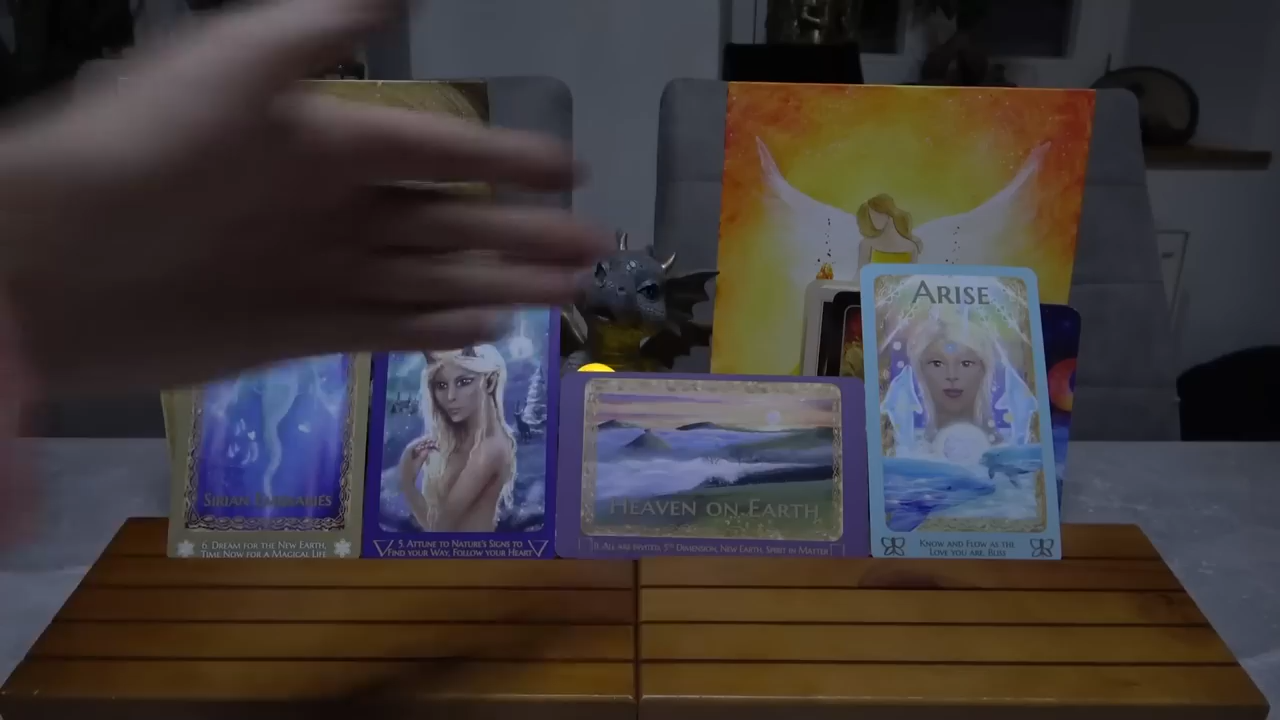 ARISE
SIRIAN
6. DREAM FOR THE NEW EARTH,
TIME NOW FOR A MAGICAL LIFE
5. ATTUNE TO NATURE'S SIGNS TO
FIND YOUR WAY, FOLLOW YOUR HEART
HEAVEN ON EARTH
ALL ARE INVITED, 5TH DIMENSION, NEW EARTH, SPIRIT IN MATTER
KNOW AND FLOW AS THE
LOVE YOU ARE, BLISS